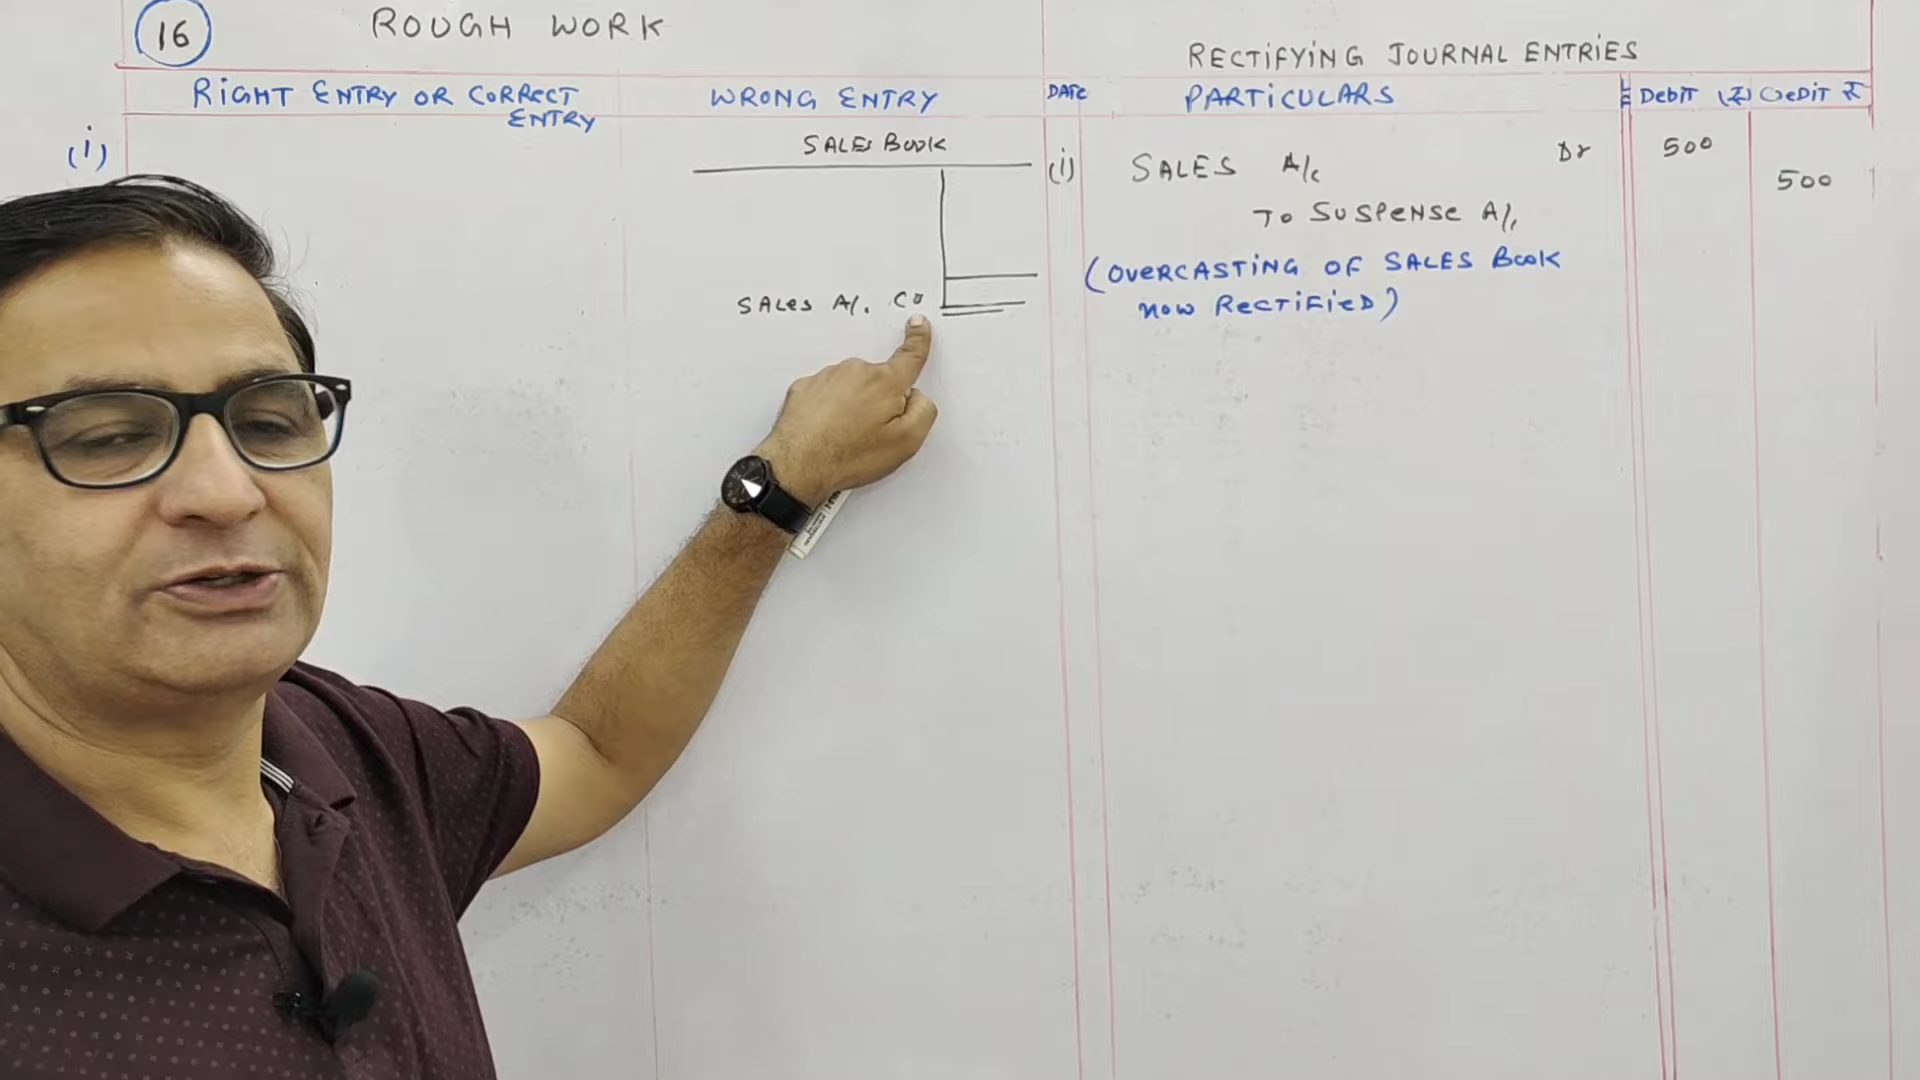 16
ROUGH WORK
RECTIFYING JOURNAL ENTRIES
RIGHT ENTRY OR CORRECT ENTRY
WRONG ENTRY
DATE
PARTICULARS
Debit (₹)
CreDiT ₹
(i)
SALES BOOK
SALES A/. CR
(i) SALES A/c Dr 500
TO SUSPENSE A/c 500
(OVERCASTING OF SALES BOOK
NOW RECTIFIED)